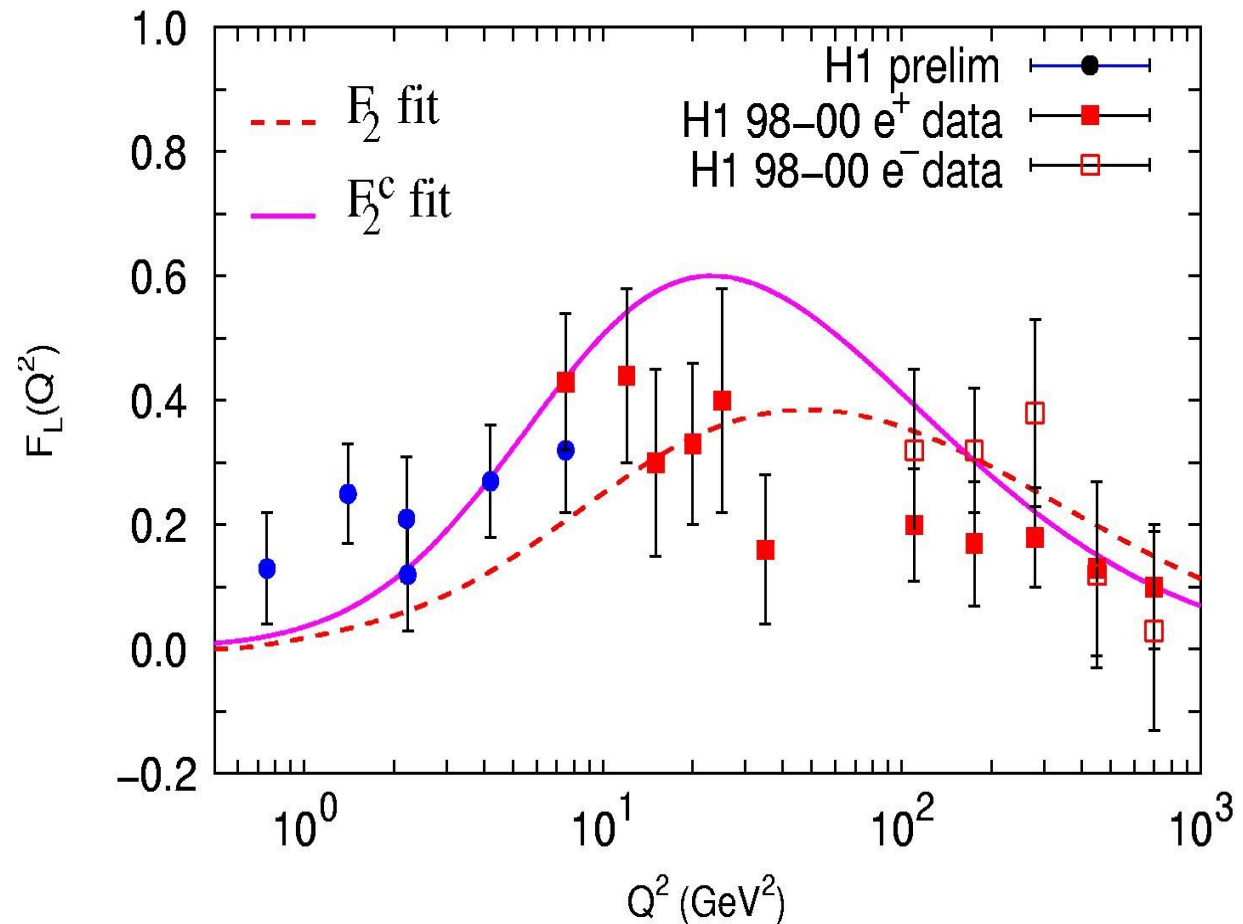 1.0
0.8
0.6
0.4
0.2
0.0
−0.2
F_L(Q^2)
F_2 fit
F_2^c fit
H1 prelim
H1 98−00 e^+ data
H1 98−00 e^− data
10^0
10^1
10^2
10^3
Q^2 (GeV^2)